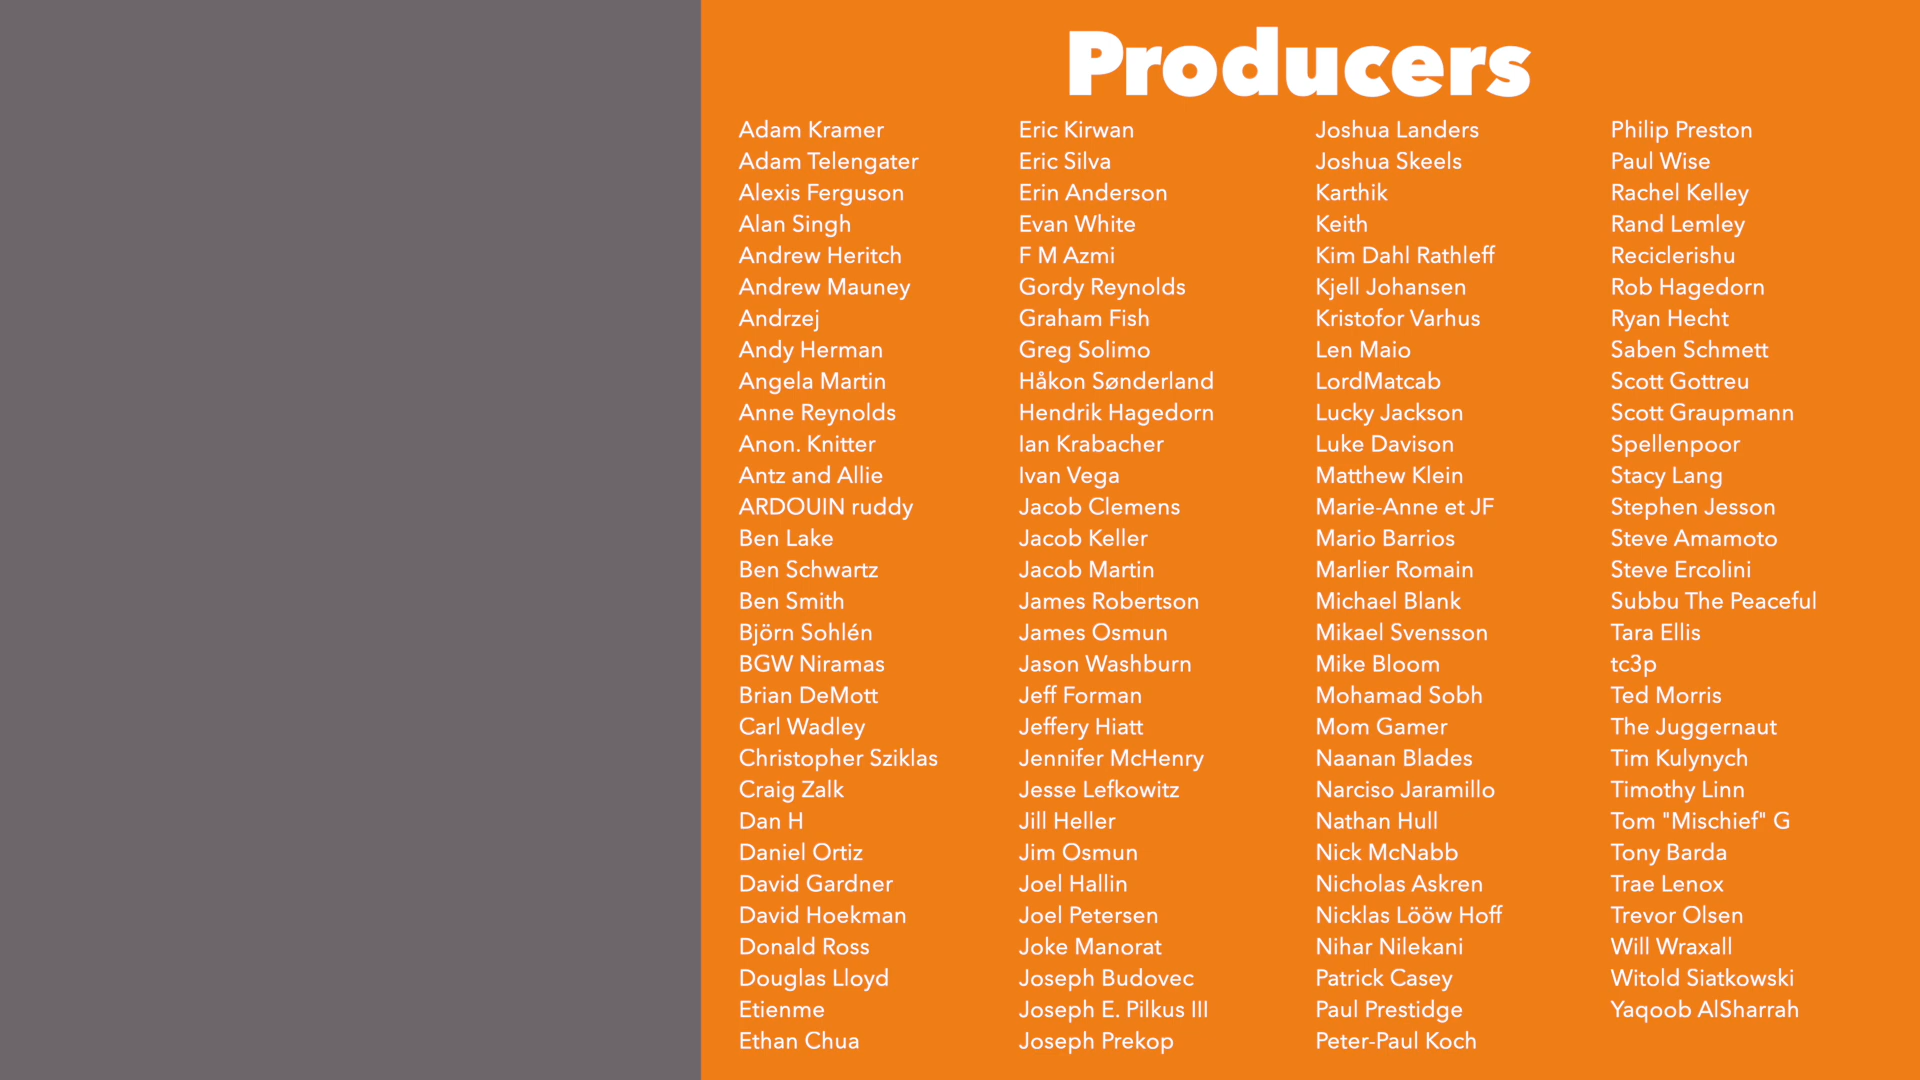 Producers
Adam Kramer
Adam Telengater
Alexis Ferguson
Alan Singh
Andrew Heritch
Andrew Mauney
Andrzej
Andy Herman
Angela Martin
Anne Reynolds
Anon. Knitter
Antz and Allie
ARDOUIN ruddy
Ben Lake
Ben Schwartz
Ben Smith
Björn Sohlén
BGW Niramas
Brian DeMott
Carl Wadley
Christopher Sziklas
Craig Zalk
Dan H
Daniel Ortiz
David Gardner
David Hoekman
Donald Ross
Douglas Lloyd
Etienme
Ethan Chua
Eric Kirwan
Eric Silva
Erin Anderson
Evan White
F M Azmi
Gordy Reynolds
Graham Fish
Greg Solimo
Håkon Sønderland
Hendrik Hagedorn
Ian Krabacher
Ivan Vega
Jacob Clemens
Jacob Keller
Jacob Martin
James Robertson
James Osmun
Jason Washburn
Jeff Forman
Jeffery Hiatt
Jennifer McHenry
Jesse Lefkowitz
Jill Heller
Jim Osmun
Joel Hallin
Joel Petersen
Joke Manorat
Joseph Budovec
Joseph E. Pilkus III
Joseph Prekop
Joshua Landers
Joshua Skeels
Karthik
Keith
Kim Dahl Rathleff
Kjell Johansen
Kristofor Varhus
Len Maio
LordMatcab
Lucky Jackson
Luke Davison
Matthew Klein
Marie-Anne et JF
Mario Barrios
Marlier Romain
Michael Blank
Mikael Svensson
Mike Bloom
Mohamad Sobh
Mom Gamer
Naanan Blades
Narciso Jaramillo
Nathan Hull
Nick McNabb
Nicholas Askren
Nicklas Lööw Hoff
Nihar Nilekani
Patrick Casey
Paul Prestidge
Peter-Paul Koch
Philip Preston
Paul Wise
Rachel Kelley
Rand Lemley
Reciclerishu
Rob Hagedorn
Ryan Hecht
Saben Schmett
Scott Gottreu
Scott Graupmann
Spellenpoor
Stacy Lang
Stephen Jesson
Steve Amamoto
Steve Ercolini
Subbu The Peaceful
Tara Ellis
tc3p
Ted Morris
The Juggernaut
Tim Kulynych
Timothy Linn
Tom "Mischief" G
Tony Barda
Trae Lenox
Trevor Olsen
Will Wraxall
Witold Siatkowski
Yaqoob AlSharrah